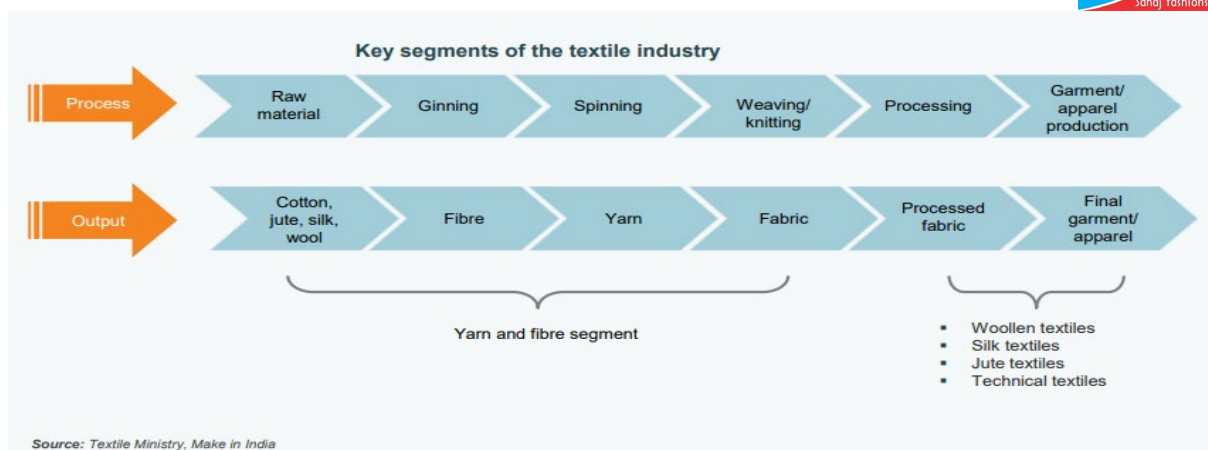 Sanaj fashions
Key segments of the textile industry
Process
Raw
material
Ginning
Spinning
Weaving/
knitting
Processing
Garment/
apparel
production
Output
Cotton,
jute, silk,
wool
Fibre
Yarn
Fabric
Processed
fabric
Final
garment/
apparel
Yarn and fibre segment
▪ Woollen textiles
▪ Silk textiles
▪ Jute textiles
▪ Technical textiles
Source: Textile Ministry, Make in India